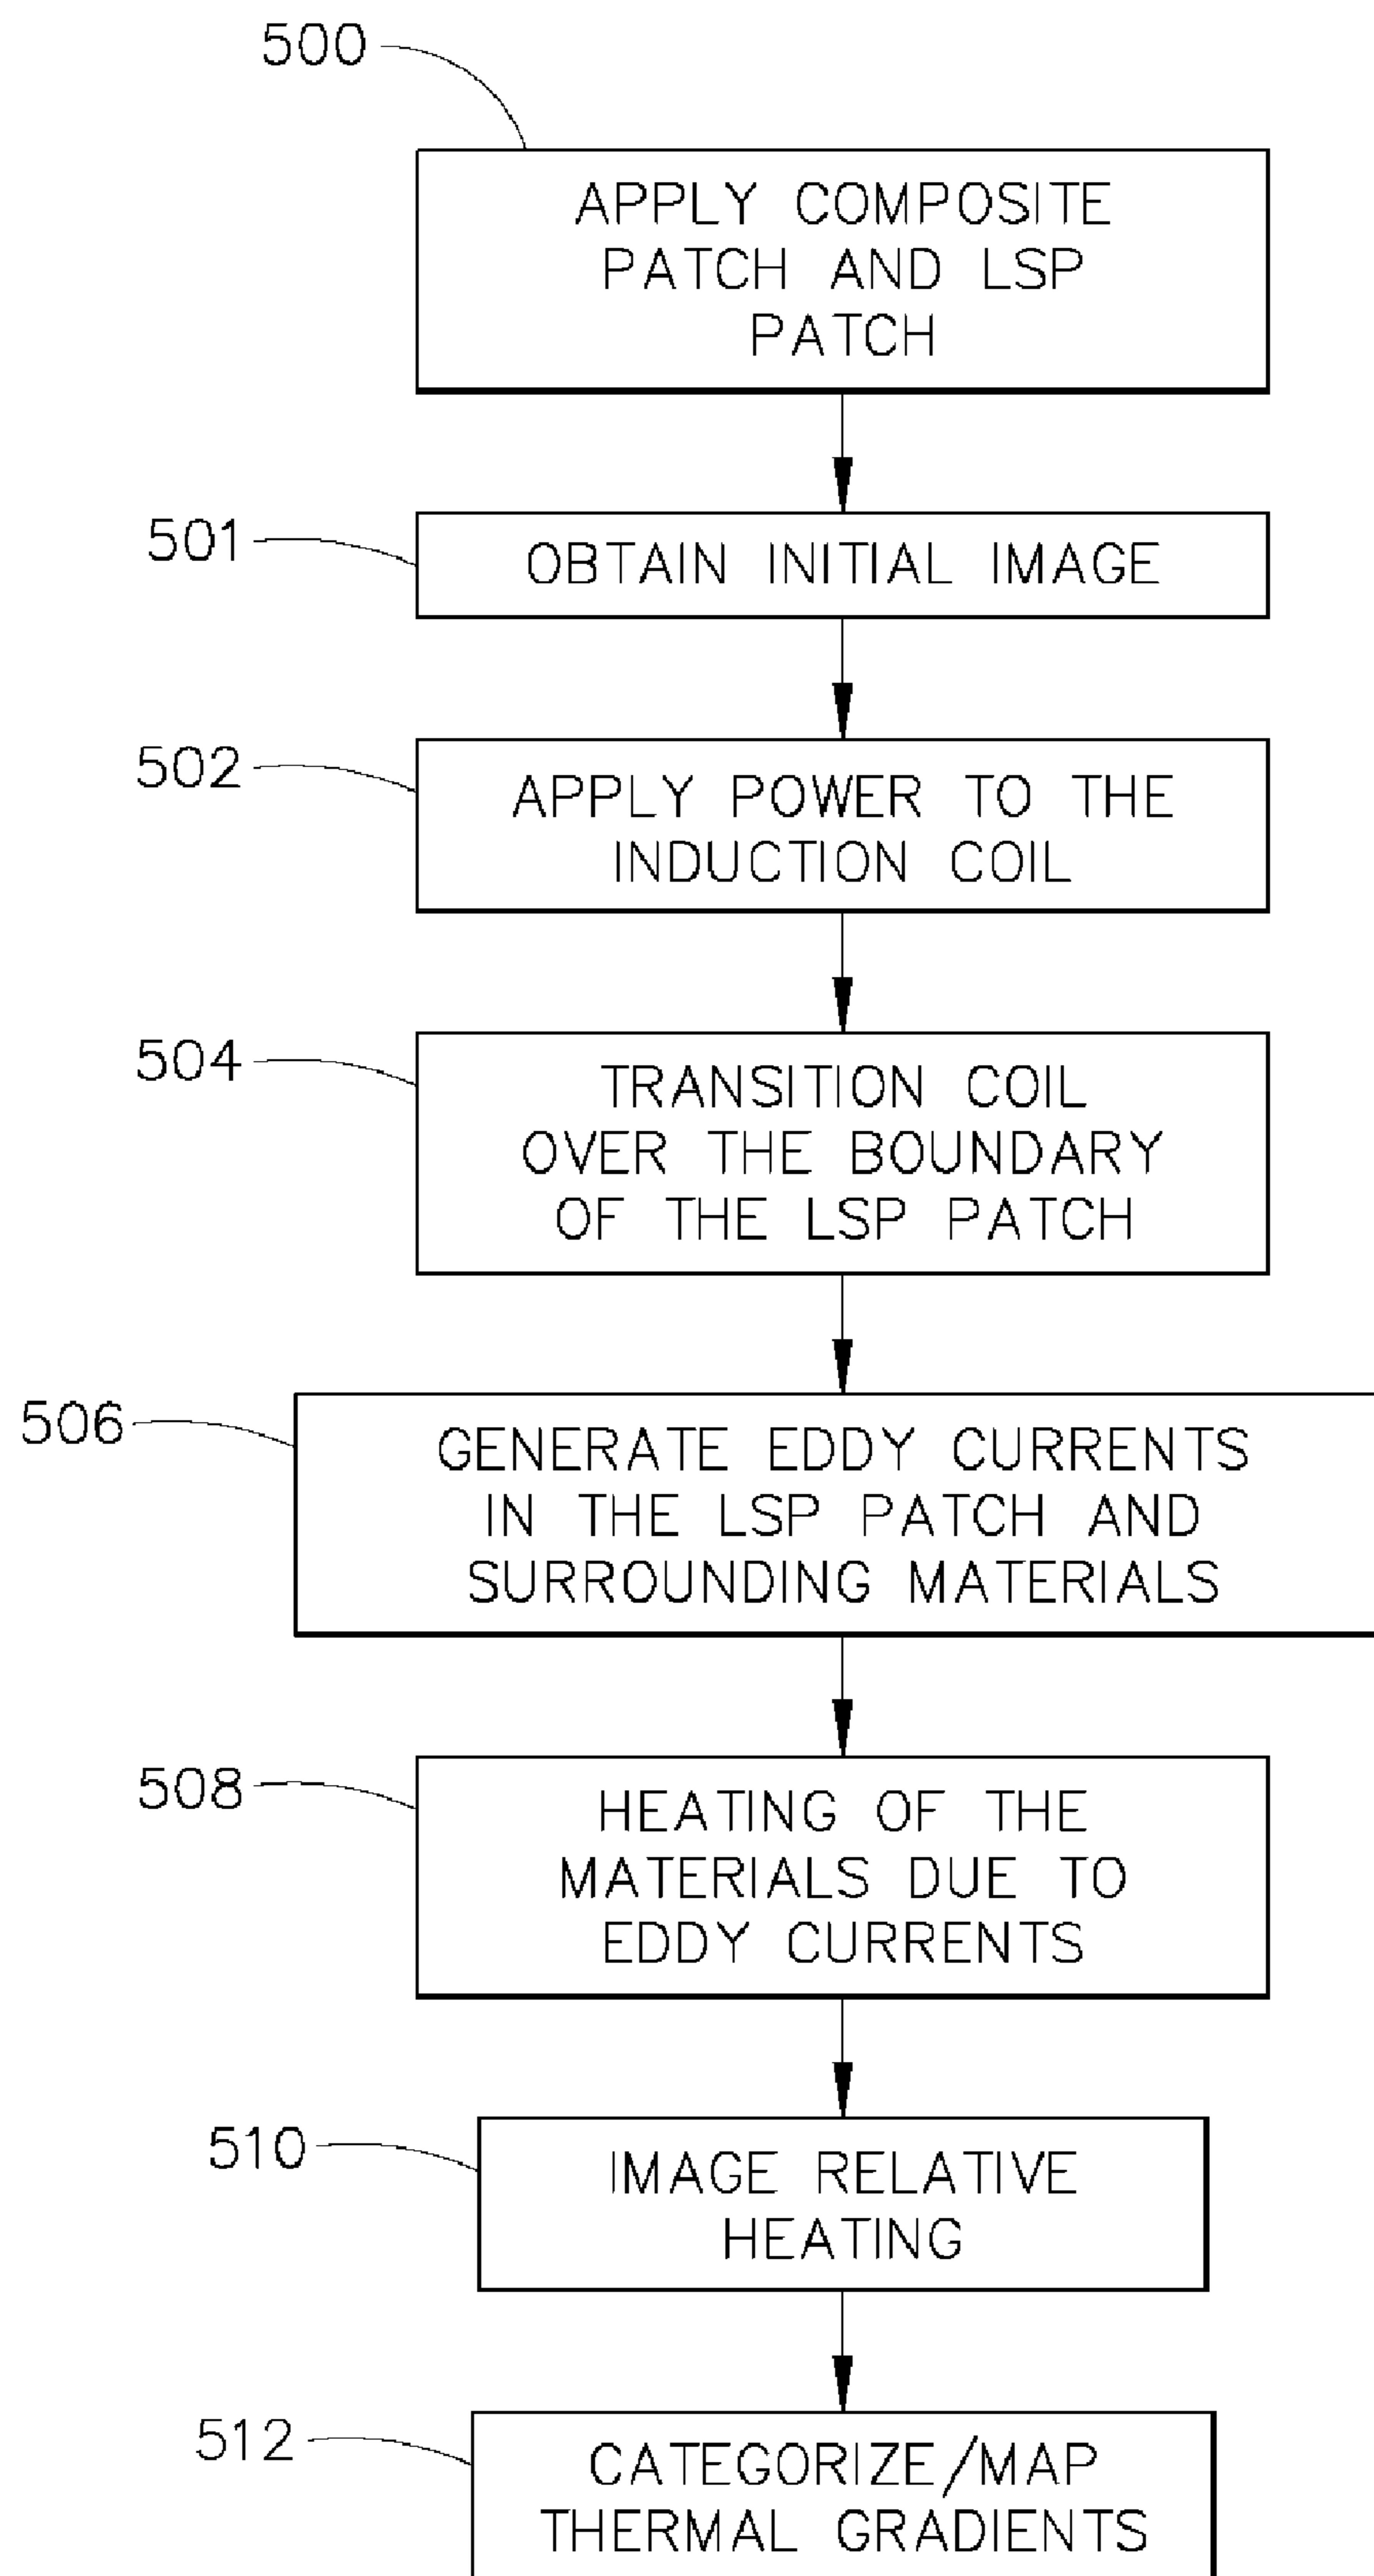 500
APPLY COMPOSITE
PATCH AND LSP
PATCH
501
OBTAIN INITIAL IMAGE
502
APPLY POWER TO THE
INDUCTION COIL
504
TRANSITION COIL
OVER THE BOUNDARY
OF THE LSP PATCH
506
GENERATE EDDY CURRENTS
IN THE LSP PATCH AND
SURROUNDING MATERIALS
508
HEATING OF THE
MATERIALS DUE TO
EDDY CURRENTS
510
IMAGE RELATIVE
HEATING
512
CATEGORIZE/MAP
THERMAL GRADIENTS